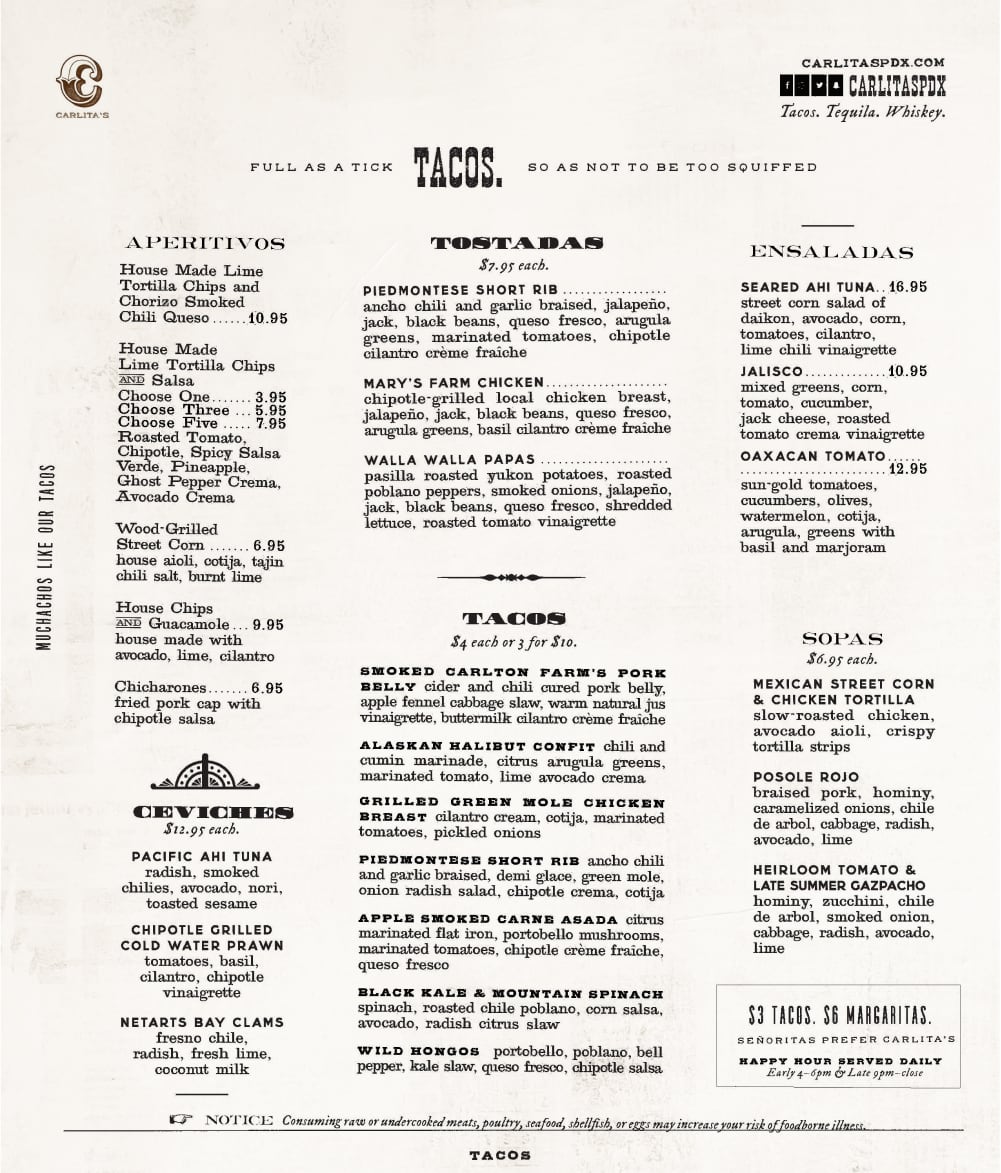 CARLITA'S
CARLITASPDX.COM
CARLITASPDX
Tacos. Tequila. Whiskey.
FULL AS A TICK TACOS. SO AS NOT TO BE TOO SQUIFFED
MUCHACHOS LIKE OUR TACOS
APERITIVOS
House Made Lime
Tortilla Chips and
Chorizo Smoked
Chili Queso ......10.95
House Made
Lime Tortilla Chips
AND Salsa
Choose One....... 3.95
Choose Three ... 5.95
Choose Five ..... 7.95
Roasted Tomato,
Chipotle, Spicy Salsa
Verde, Pineapple,
Ghost Pepper Crema,
Avocado Crema
Wood-Grilled
Street Corn ....... 6.95
house aioli, cotija, tajin
chili salt, burnt lime
House Chips
AND Guacamole... 9.95
house made with
avocado, lime, cilantro
Chicharones....... 6.95
fried pork cap with
chipotle salsa
CEVICHES
$12.95 each.
PACIFIC AHI TUNA
radish, smoked
chilies, avocado, nori,
toasted sesame
CHIPOTLE GRILLED
COLD WATER PRAWN
tomatoes, basil,
cilantro, chipotle
vinaigrette
NETARTS BAY CLAMS
fresno chile,
radish, fresh lime,
coconut milk
TOSTADAS
$7.95 each.
PIEDMONTESE SHORT RIB ..................
ancho chili and garlic braised, jalapeño,
jack, black beans, queso fresco, arugula
greens, marinated tomatoes, chipotle
cilantro crème fraîche
MARY'S FARM CHICKEN.....................
chipotle-grilled local chicken breast,
jalapeño, jack, black beans, queso fresco,
arugula greens, basil cilantro crème fraîche
WALLA WALLA PAPAS ......................
pasilla roasted yukon potatoes, roasted
poblano peppers, smoked onions, jalapeño,
jack, black beans, queso fresco, shredded
lettuce, roasted tomato vinaigrette
TACOS
$4 each or 3 for $10.
SMOKED CARLTON FARM'S PORK
BELLY cider and chili cured pork belly,
apple fennel cabbage slaw, warm natural jus
vinaigrette, buttermilk cilantro crème fraîche
ALASKAN HALIBUT CONFIT chili and
cumin marinade, citrus arugula greens,
marinated tomato, lime avocado crema
GRILLED GREEN MOLE CHICKEN
BREAST cilantro cream, cotija, marinated
tomatoes, pickled onions
PIEDMONTESE SHORT RIB ancho chili
and garlic braised, demi glace, green mole,
onion radish salad, chipotle crema, cotija
APPLE SMOKED CARNE ASADA citrus
marinated flat iron, portobello mushrooms,
marinated tomatoes, chipotle crème fraîche,
queso fresco
BLACK KALE & MOUNTAIN SPINACH
spinach, roasted chile poblano, corn salsa,
avocado, radish citrus slaw
WILD HONGOS portobello, poblano, bell
pepper, kale slaw, queso fresco, chipotle salsa
ENSALADAS
SEARED AHI TUNA.. 16.95
street corn salad of
daikon, avocado, corn,
tomatoes, cilantro,
lime chili vinaigrette
JALISCO..............10.95
mixed greens, corn,
tomato, cucumber,
jack cheese, roasted
tomato crema vinaigrette
OAXACAN TOMATO......
.........................12.95
sun-gold tomatoes,
cucumbers, olives,
watermelon, cotija,
arugula, greens with
basil and marjoram
SOPAS
$6.95 each.
MEXICAN STREET CORN
& CHICKEN TORTILLA
slow-roasted chicken,
avocado aioli, crispy
tortilla strips
POSOLE ROJO
braised pork, hominy,
caramelized onions, chile
de arbol, cabbage, radish,
avocado, lime
HEIRLOOM TOMATO &
LATE SUMMER GAZPACHO
hominy, zucchini, chile
de arbol, smoked onion,
cabbage, radish, avocado,
lime
$3 TACOS. $6 MARGARITAS.
SEÑORITAS PREFER CARLITA'S
HAPPY HOUR SERVED DAILY
Early 4-6pm & Late 9pm-close
NOTICE Consuming raw or undercooked meats, poultry, seafood, shellfish, or eggs may increase your risk of foodborne illness.
TACOS